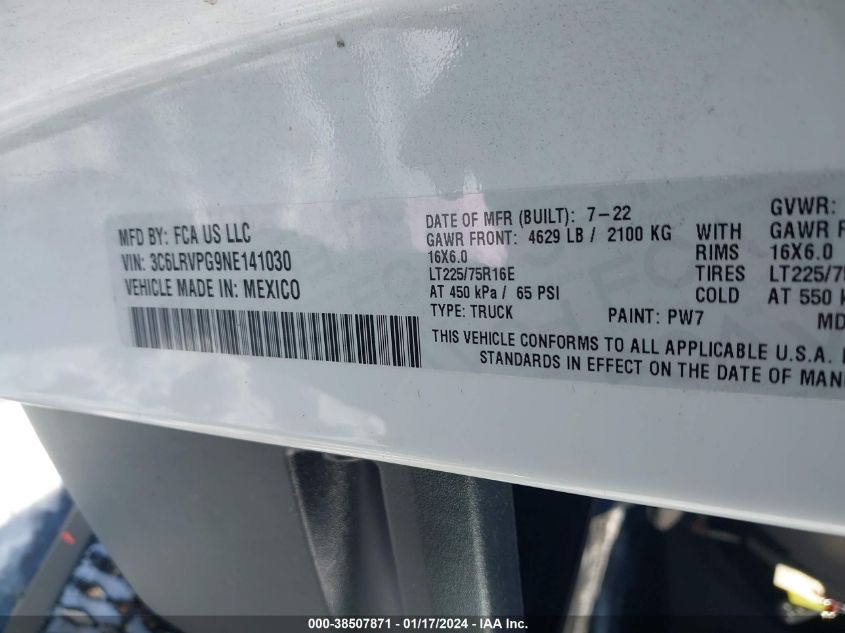 MFD BY: FCA US LLC
VIN: 3C6LRVPG9NE141030
VEHICLE MADE IN: MEXICO
DATE OF MFR (BUILT): 7-22
GAWR FRONT: 4629 LB / 2100 KG WITH
16X6.0 RIMS
LT225/75R16E TIRES
AT 450 kPa / 65 PSI COLD
TYPE: TRUCK PAINT: PW7
THIS VEHICLE CONFORMS TO ALL APPLICABLE U.S.A.
STANDARDS IN EFFECT ON THE DATE OF
GVWR:
GAWR
16X6.0
AT 550
000-38507871 / 01/17/2024 - IAA Inc.